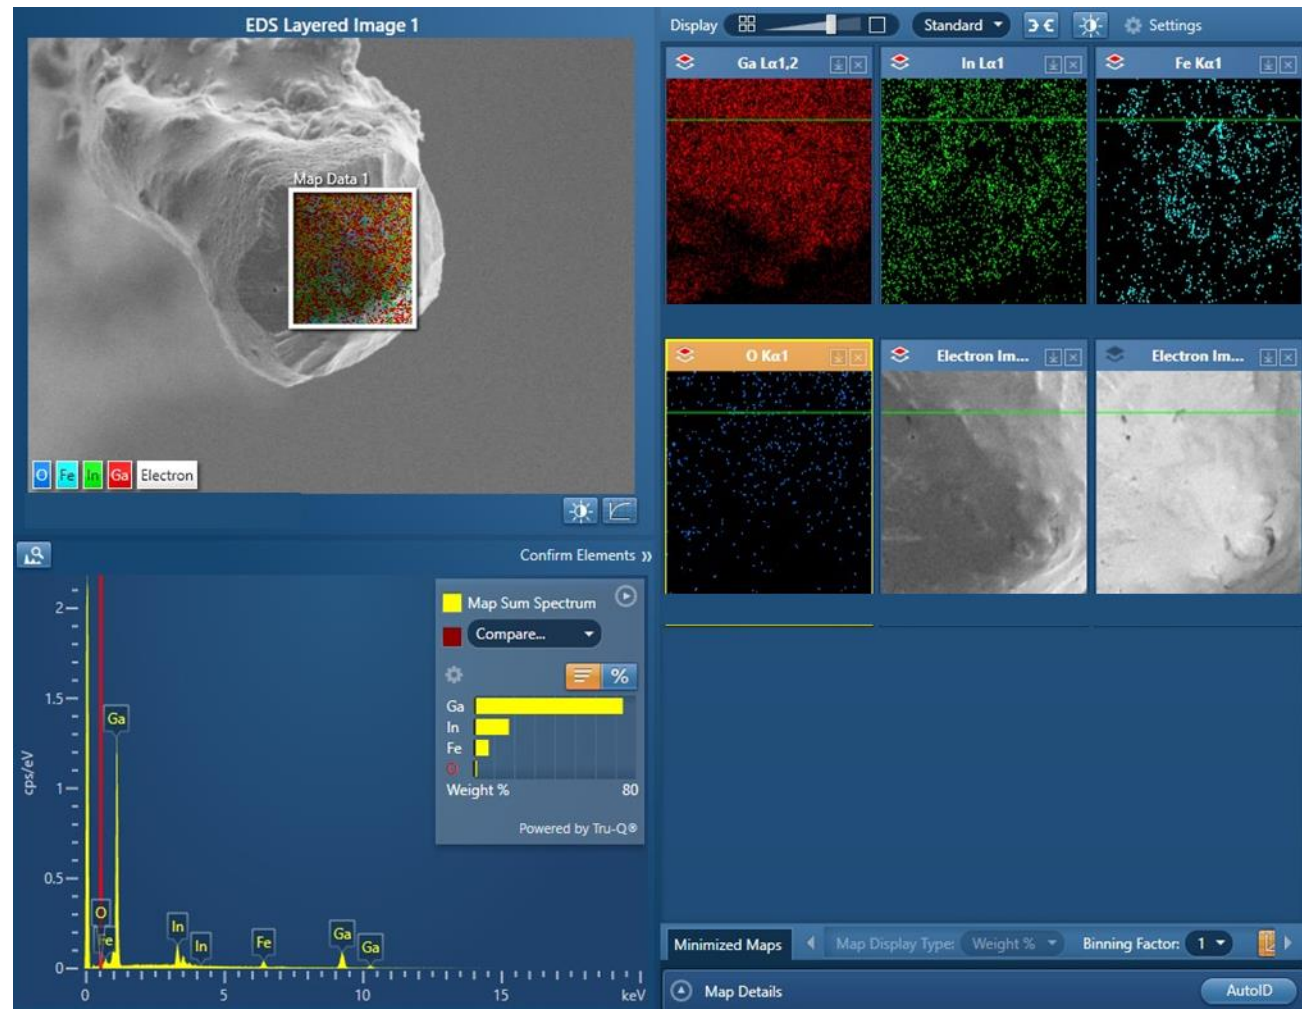 EDS Layered Image 1
Map Data 1
O Fe In Ga Electron
Display Standard Settings
Ga Lα1,2 In Lα1 Fe Kα1
O Kα1 Electron Im... Electron Im...
Confirm Elements »
cps/eV
2
1.5
1
0.5
0
Ga
O
Fe
In
In
Fe
Ga
Ga
0 5 10 15 keV
Map Sum Spectrum
Compare...
%
Ga
In
Fe
O
Weight % 80
Powered by Tru-Q®
Minimized Maps Map Display Type: Weight % Binning Factor: 1
Map Details AutoID